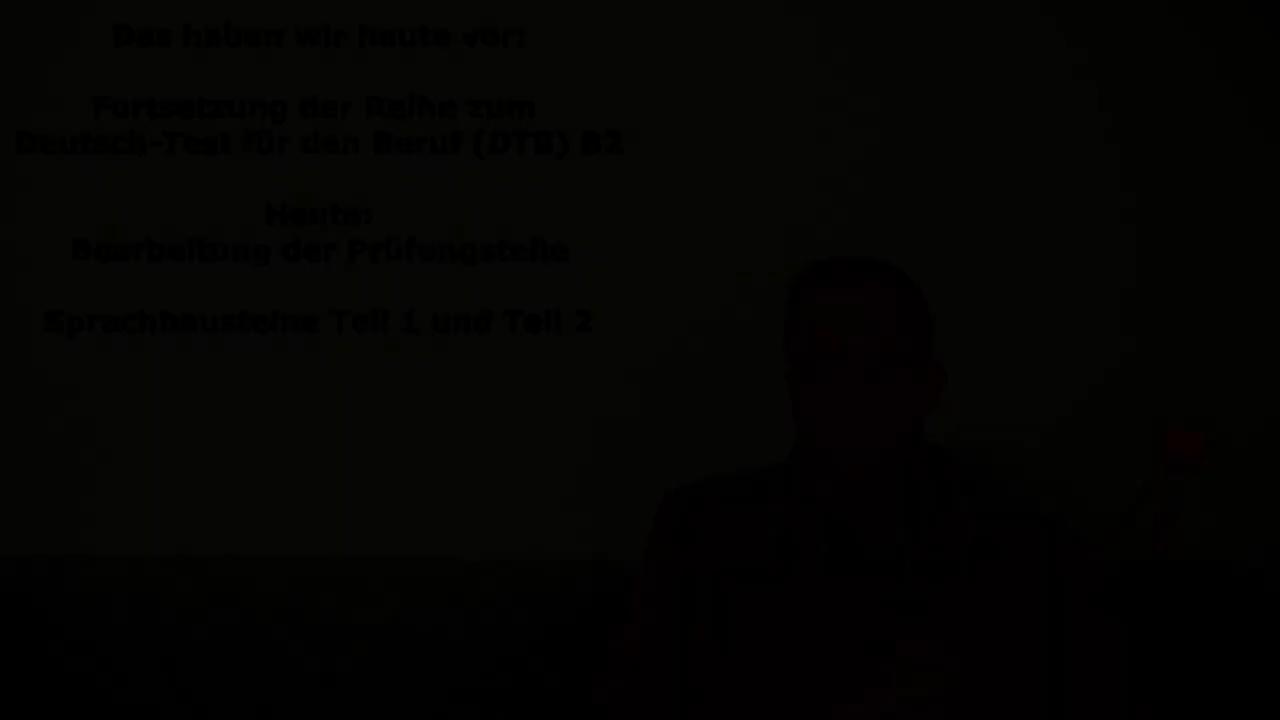 Das haben wir heute vor:
Fortsetzung der Reihe zum
Deutsch-Test für den Beruf (DTB) B2
Heute:
Bearbeitung der Prüfungsteile
Sprachbausteine Teil 1 und Teil 2